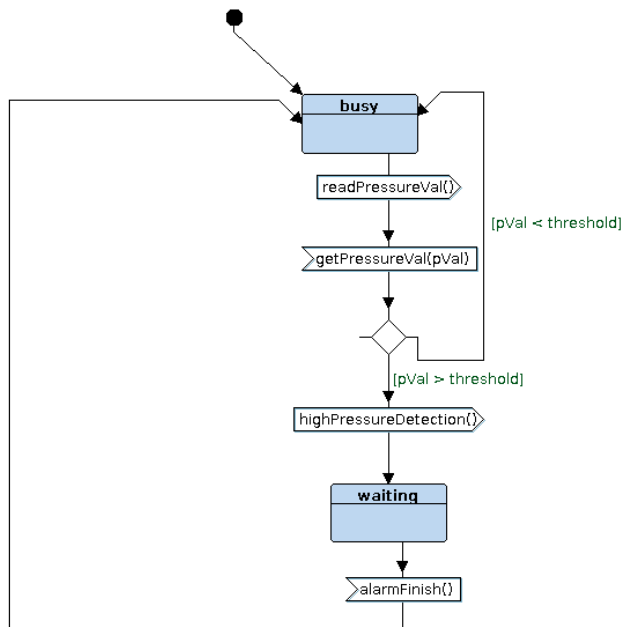 busy
readPressureVal()
[pVal < threshold]
getPressureVal(pVal)
[pVal > threshold]
highPressureDetection()
waiting
alarmFinish()